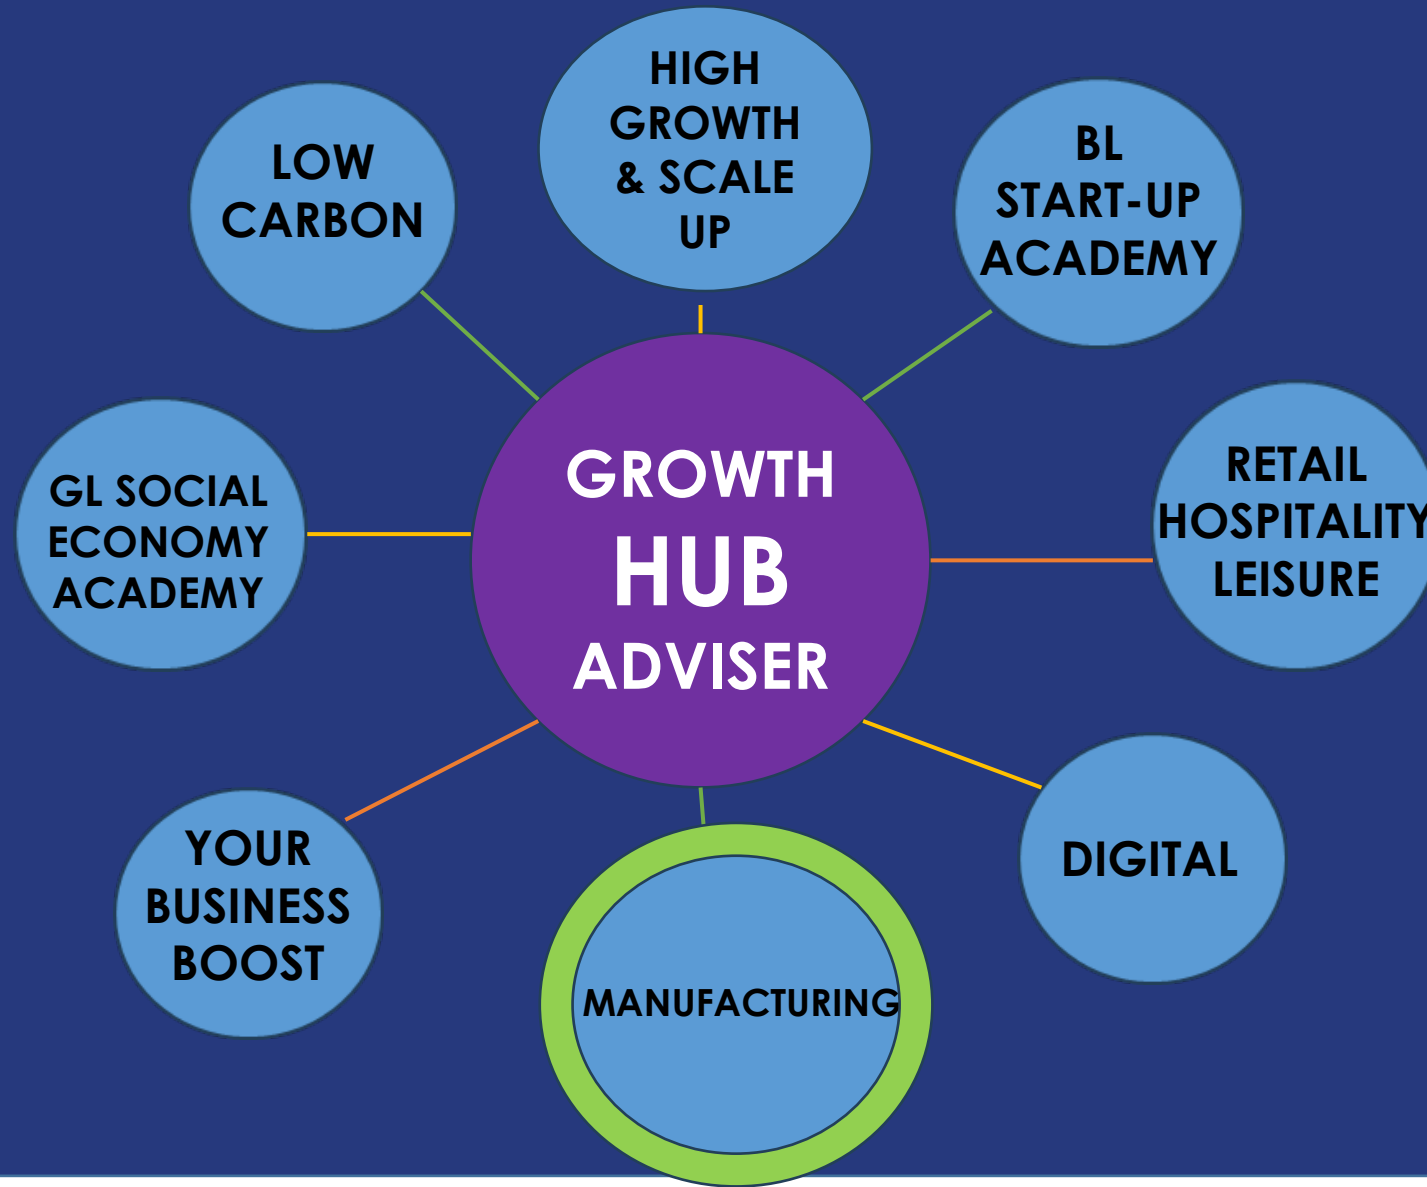 HIGH
GROWTH
& SCALE
UP
LOW
CARBON
BL
START-UP
ACADEMY
GL SOCIAL
ECONOMY
ACADEMY
GROWTH
HUB
ADVISER
RETAIL
HOSPITALITY
LEISURE
YOUR
BUSINESS
BOOST
MANUFACTURING
DIGITAL